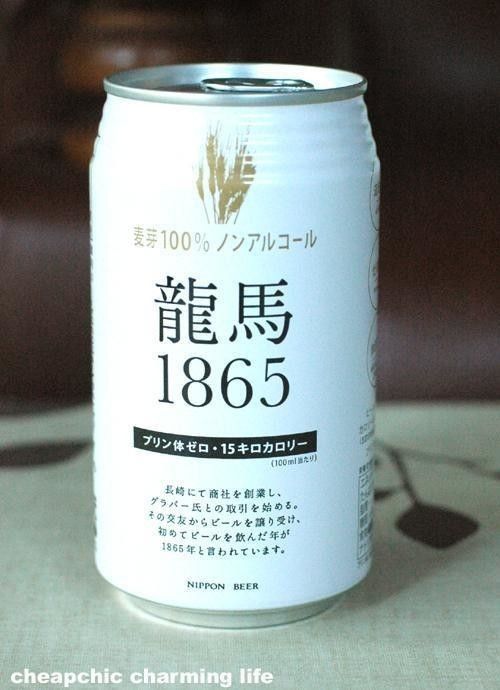 麦芽100% ノンアルコール
龍馬
1865
プリン体ゼロ・15キロカロリー
(100ml当たり)
長崎にて商社を創業し、
グラバー氏との取引を始める。
その交友からビールを譲り受け、
初めてビールを飲んだ年が
1865年と言われています。
NIPPON BEER
cheapchic charming life